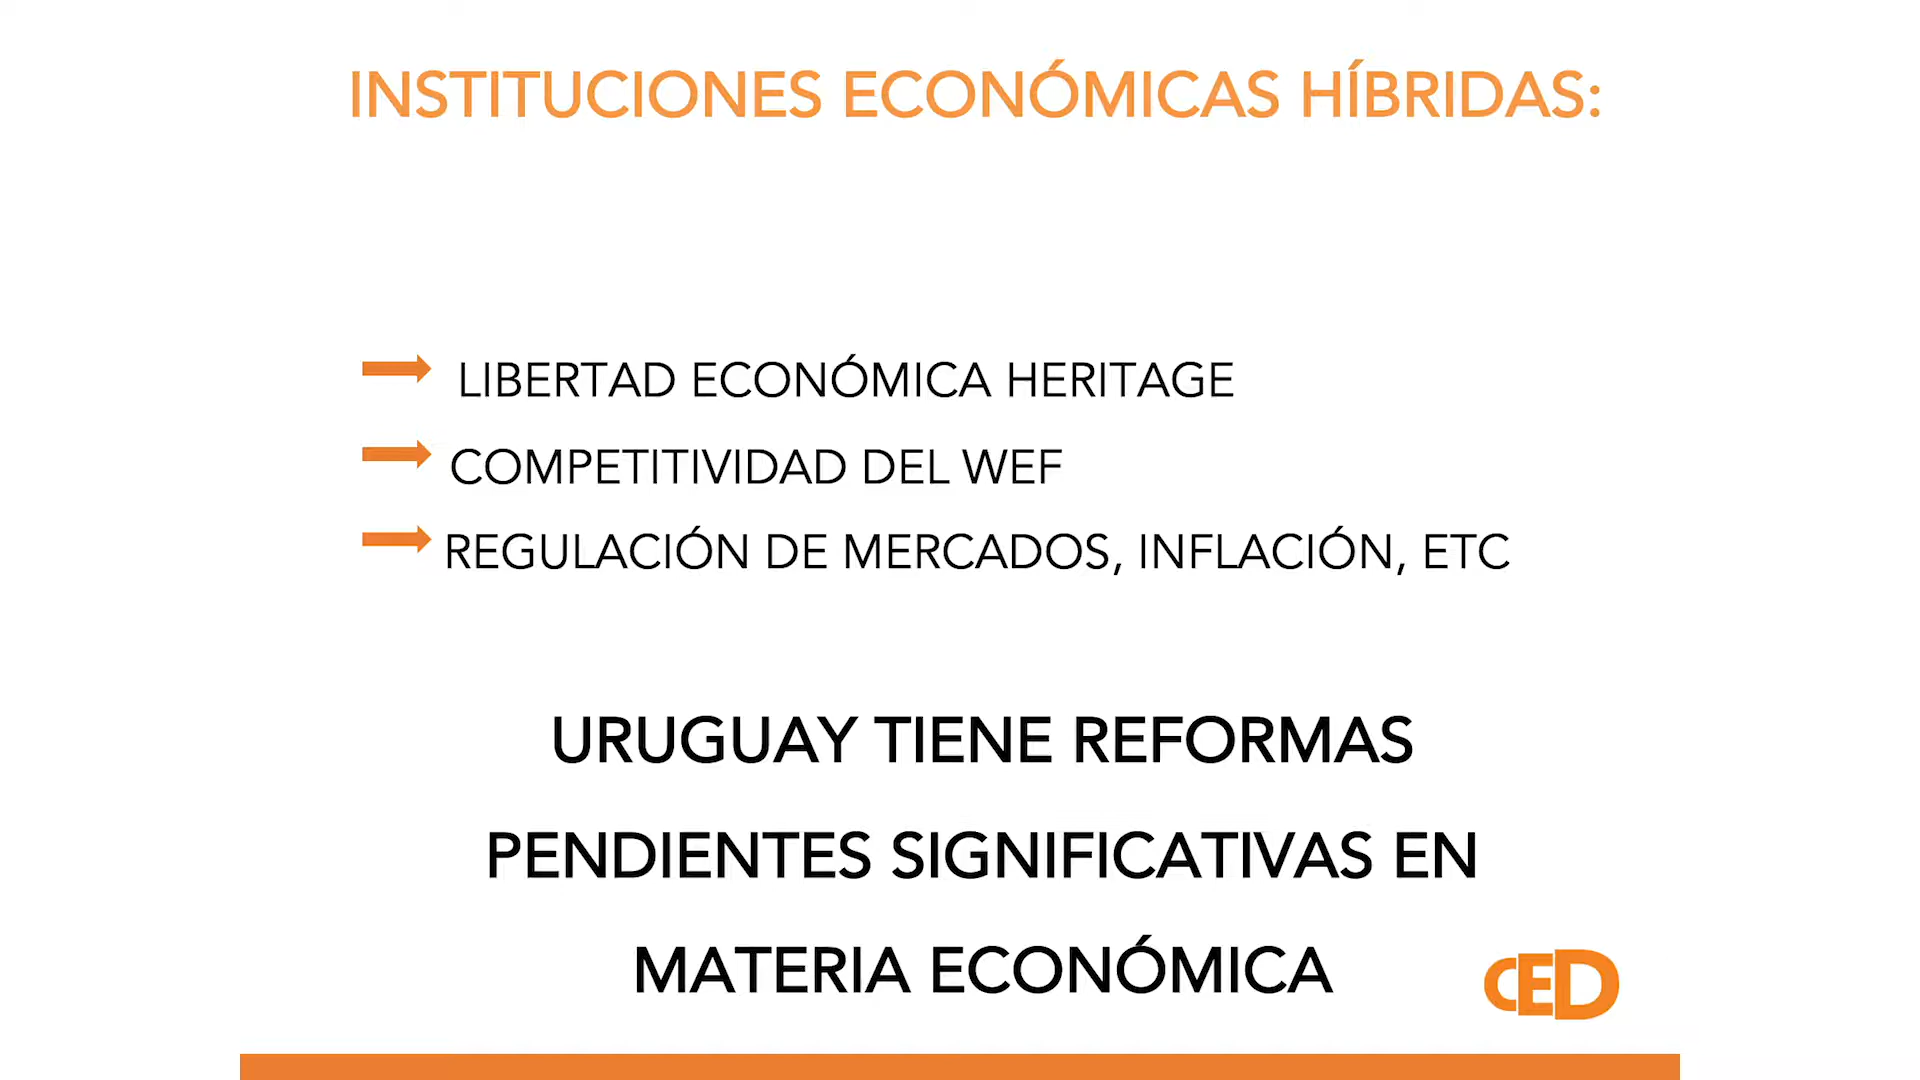 INSTITUCIONES ECONÓMICAS HÍBRIDAS:
LIBERTAD ECONÓMICA HERITAGE
COMPETITIVIDAD DEL WEF
REGULACIÓN DE MERCADOS, INFLACIÓN, ETC
URUGUAY TIENE REFORMAS
PENDIENTES SIGNIFICATIVAS EN
MATERIA ECONÓMICA
CED